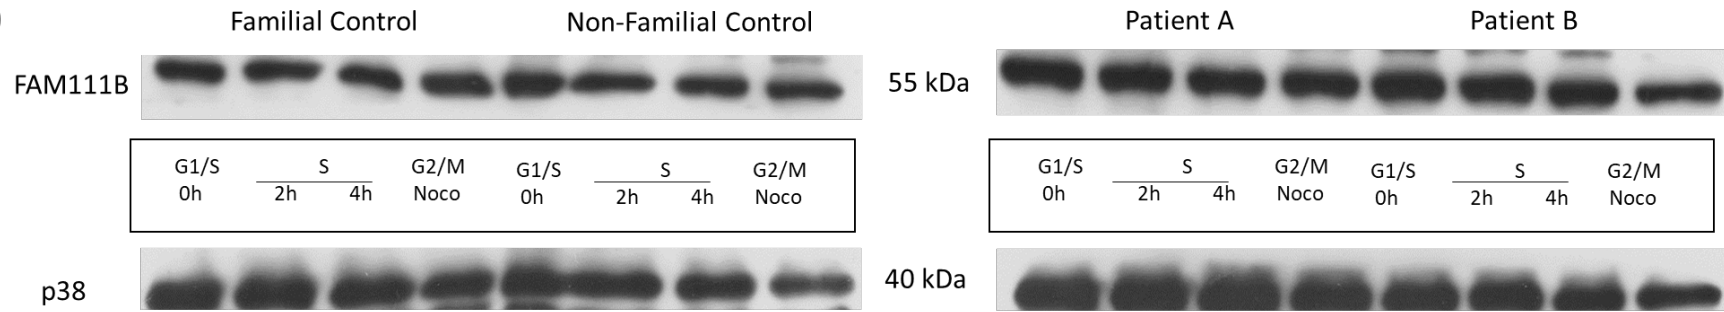 Familial Control Non-Familial Control Patient A Patient B
FAM111B 55 kDa
G1/S S G2/M G1/S S G2/M G1/S S G2/M G1/S S G2/M
0h 2h 4h Noco 0h 2h 4h Noco 0h 2h 4h Noco 0h 2h 4h Noco
p38 40 kDa